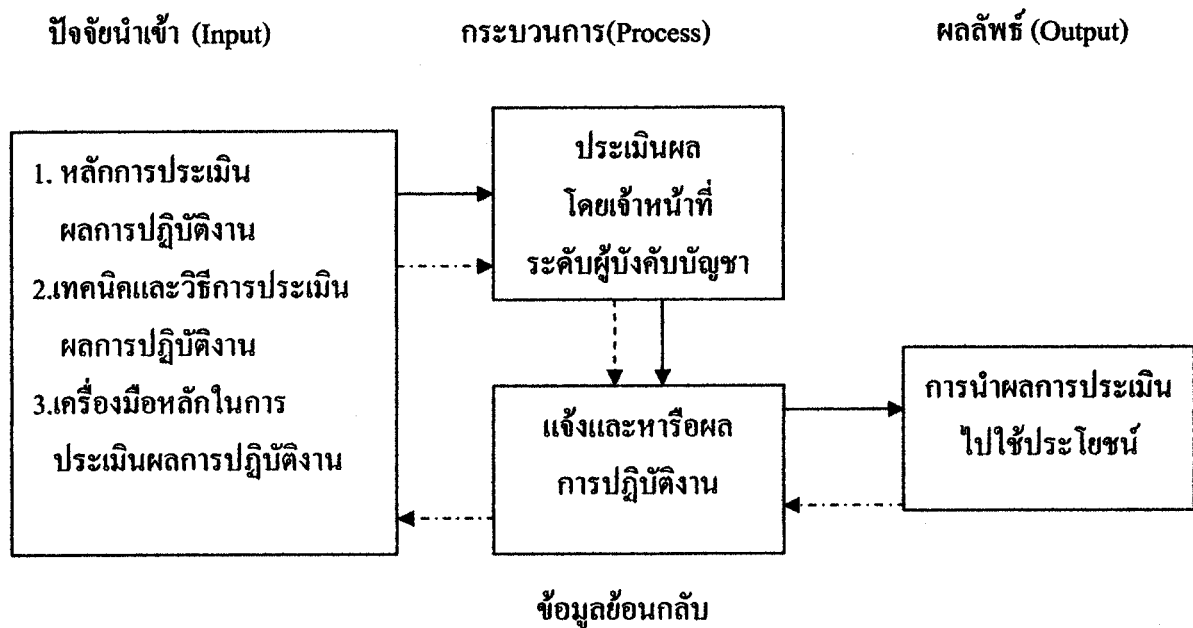 ปัจจัยนำเข้า (Input)
กระบวนการ(Process)
ผลลัพธ์ (Output)
1. หลักการประเมิน
ผลการปฏิบัติงาน
2.เทคนิคและวิธีการประเมิน
ผลการปฏิบัติงาน
3.เครื่องมือหลักในการ
ประเมินผลการปฏิบัติงาน
ประเมินผล
โดยเจ้าหน้าที่
ระดับผู้บังคับบัญชา
แจ้งและหารือผล
การปฏิบัติงาน
การนำผลการประเมิน
ไปใช้ประโยชน์
ข้อมูลย้อนกลับ